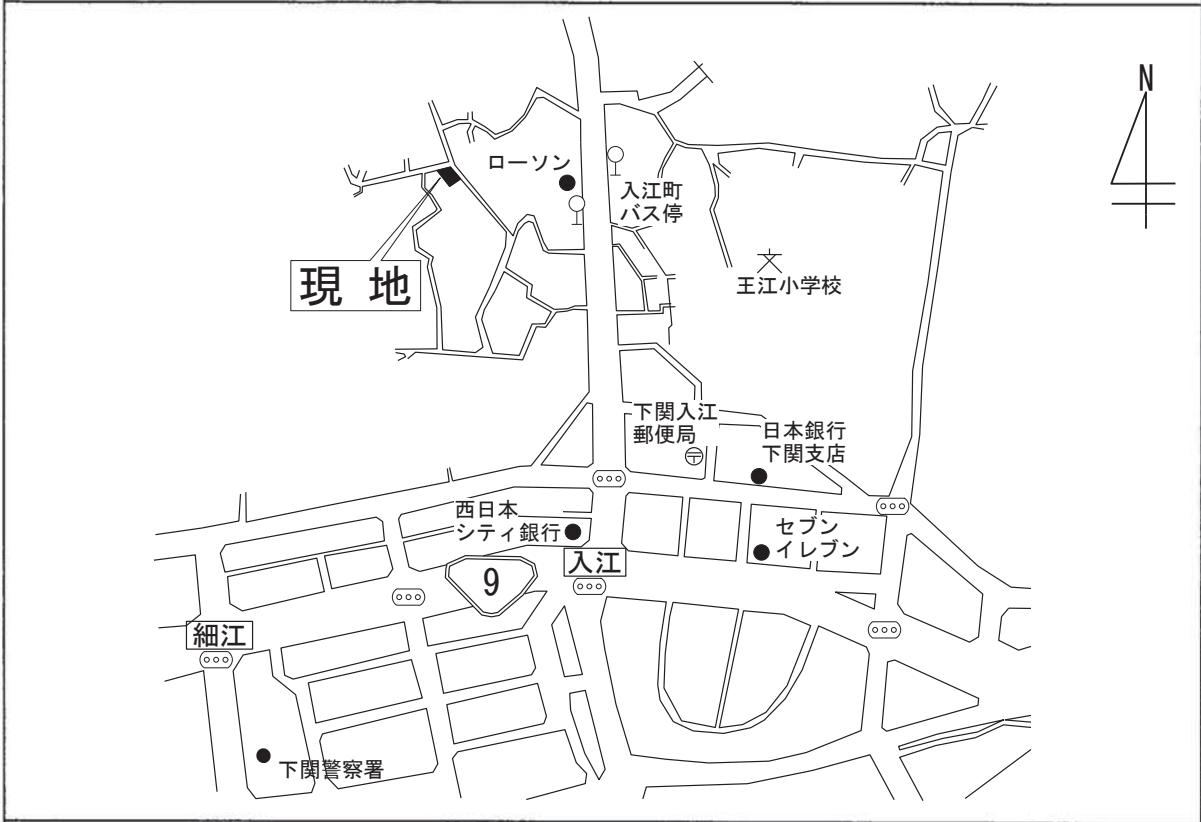 N
ローソン
入江町
バス停
現 地
王江小学校
下関入江
郵便局
日本銀行
下関支店
西日本
シティ銀行
セブン
イレブン
入江
9
細江
下関警察署